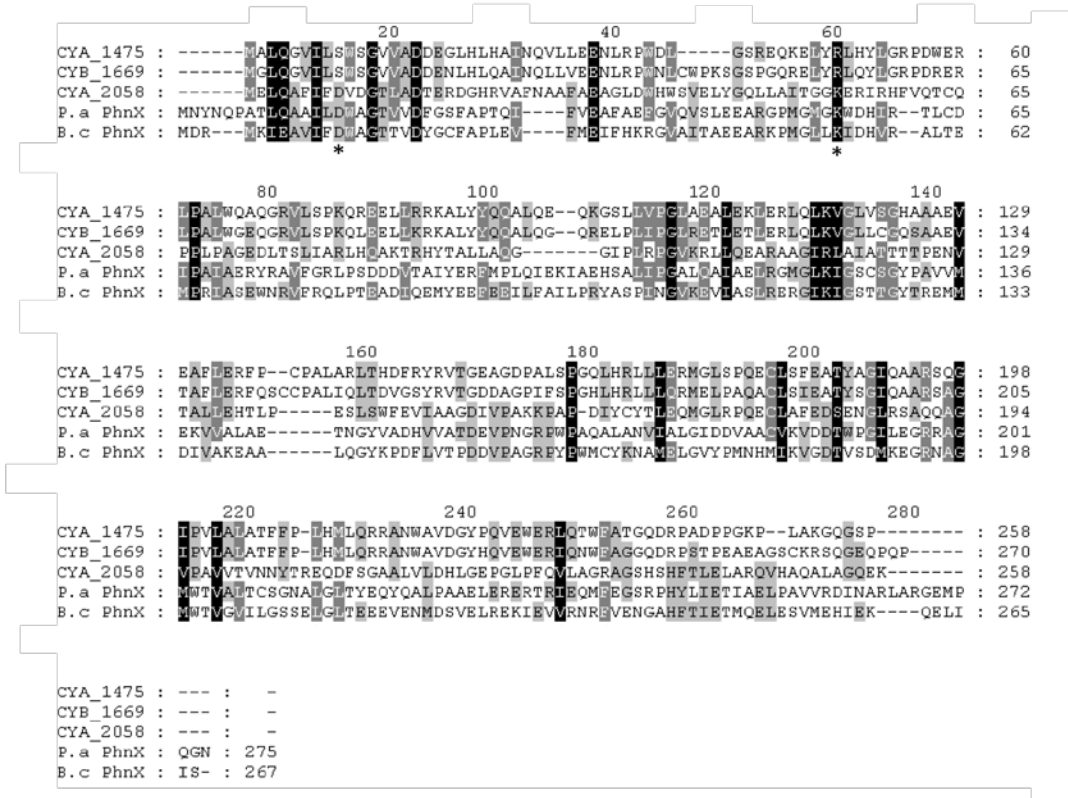 20 40 60
CYA_1475 : ------MALQGVILSWSGVVADDEGLHLHAINQVLLEENLRPWDL-----GSREQKELYRLHYLGRPDWER : 60
CYB_1669 : ------MGLQGVILSWSGVVADDENLHLQAINQLLVEENLRPWNLCWPKSGSPGQRELYRLQYLGRPDRER : 65
CYA_2058 : ------MELQAFIFDVDGTLADTERDGHRVAFNAAFAEAGLDWHWSVELYGQLLAITGGKERIRHFVQTCQ : 65
P.a PhnX : MNYNQPATLQAAILDWAGTVVDFGSFAPTQI----FVEAFAEFGVQVSLEEARGPMGMGKWDHIR--TLCD : 65
B.c PhnX : MDR---MKIEAVIFDWAGTTVDYGCFAPLEV----FMEIFHKRGVAITAEEARKPMGLLKIDHVR--ALTE : 62
* *
80 100 120 140
CYA_1475 : LPALWQAQGRVLSPKQREELLRRKALYYQQALQE--QKGSLLVPGLAEALEKLERLQLKVGLVSGHAAAEV : 129
CYB_1669 : LPALWGEQGRVLSPKQLEELLKRKALYYQQALQG--QRELPLIPGLRETLETLERLQLKVGLLCGQSAAEV : 134
CYA_2058 : PPLPAGEDLTSLIARLHQAKTRHYTALLAQG-----GIPLRPGVKRLLQEARAAGIRLAIATTTTPENV : 129
P.a PhnX : IPAIAERYRAVFGRLPSDDDVTAIYERFMPLQIEKIAEHSALIPGALQAIAELRGMGLKIGSCSGYPAVVM : 136
B.c PhnX : MPRIASEWNRVFRQLPTEADIQEMYEEFEEILFAILPRYASPINGVKEVIASLRERGIKIGSTTGYTREMM : 133
160 180 200
CYA_1475 : EAFLERFP--CPALARLTHDFRYRVTGEAGDPALSPGQLHRLLLERMGLSPQECLSFEATYAGIQAARSQG : 198
CYB_1669 : TAFLERFQSCCPALIQLTDVGSYRVTGDDAGPIFSPGHLHRLLLQRMELPAQACLSIEATYAGIQAARSAG : 205
CYA_2058 : TALLEHTLP-----ESLSWFEVIAAGDIVPAKKPAP-DIYCYTLEQMGLRPQECLAFEDSENGLRSAQQAG : 194
P.a PhnX : EKVVALAE------TNGYVADHVVATDEVPNGRPWPAQALANVIALGIDDVAACVKVDDTWPGILEGRRAG : 201
B.c PhnX : DIVAKEAA------LQGYKPDFLVTPDDVPAGRPYPWMCYKNAMELGVYPMNHMIKVGDTVSDMKEGRNAG : 198
220 240 260 280
CYA_1475 : IPVLALATFFP-LHMLQRRANWAVDGYPQVEWERLQTWFATGQDRPADPPGKP--LAKGQGSP------- : 258
CYB_1669 : IPVLALATFFP-LHMLQRRANWAVDGYHQVEWERIQNWFAGGQDRPSTPEAEAGSCKRSQGEQPQP----- : 270
CYA_2058 : VPAVVTVNNYTREQDFSGAALVLDHLGEPGLPFQVLAGRAGSHSHFTLELARQVHAQALAGQEK------- : 258
P.a PhnX : MWTVALTCSGNALGLTYEQYQALPAAELERERTRIEQMFEGSRPHYLIETIAELPAVVRDINARLARGEMP : 272
B.c PhnX : MWTVGVILGSSELGLTEEEVENMDSVELREKIEVVRNRFVENGAHFTIETMQELESVMEHIEK----QELI : 265
CYA_1475 : --- : -
CYB_1669 : --- : -
CYA_2058 : --- : -
P.a PhnX : QGN : 275
B.c PhnX : IS- : 267